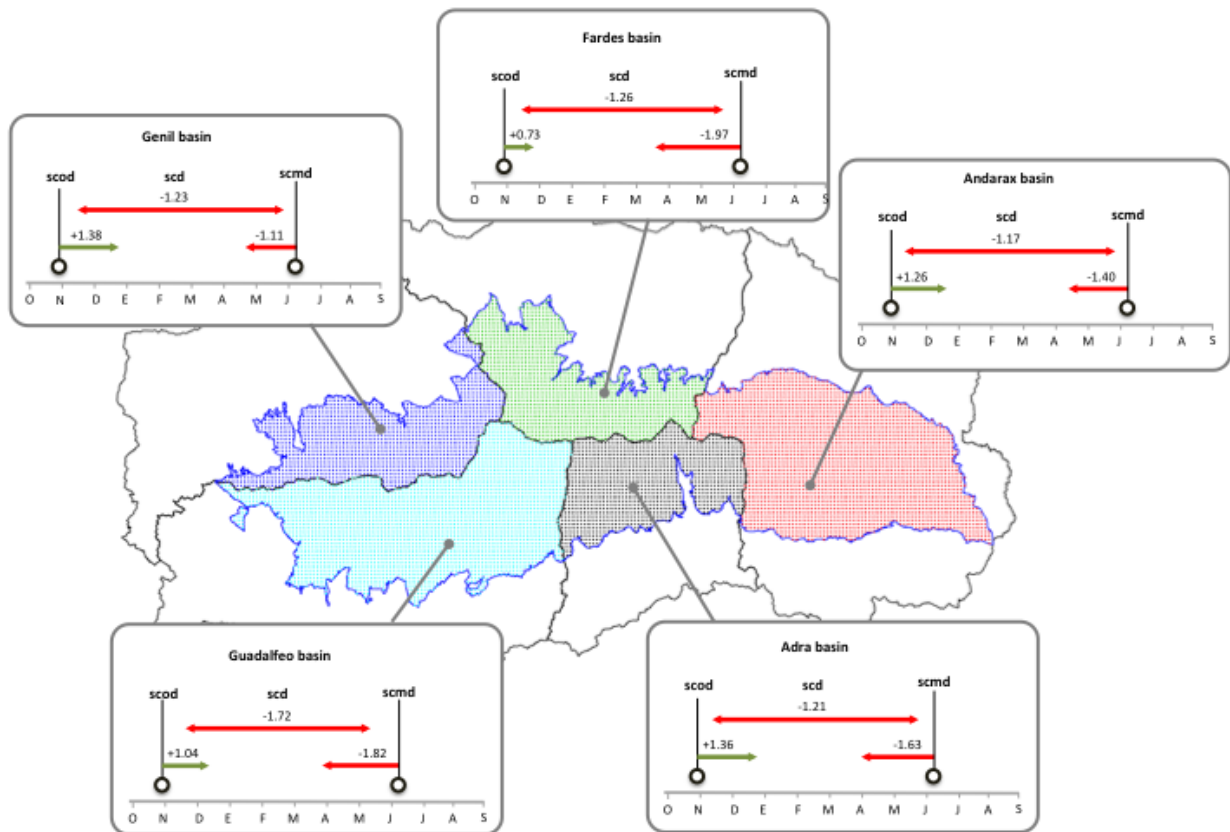 Fardes basin
scod scd scmd
-1.26
+0.73 -1.97
O N D E F M A M J J A S
Genil basin
scod scd scmd
-1.23
+1.38 -1.11
O N D E F M A M J J A S
Andarax basin
scod scd scmd
-1.17
+1.26 -1.40
O N D E F M A M J J A S
Guadalfeo basin
scod scd scmd
-1.72
+1.04 -1.82
O N D E F M A M J J A S
Adra basin
scod scd scmd
-1.21
+1.36 -1.63
O N D E F M A M J J A S